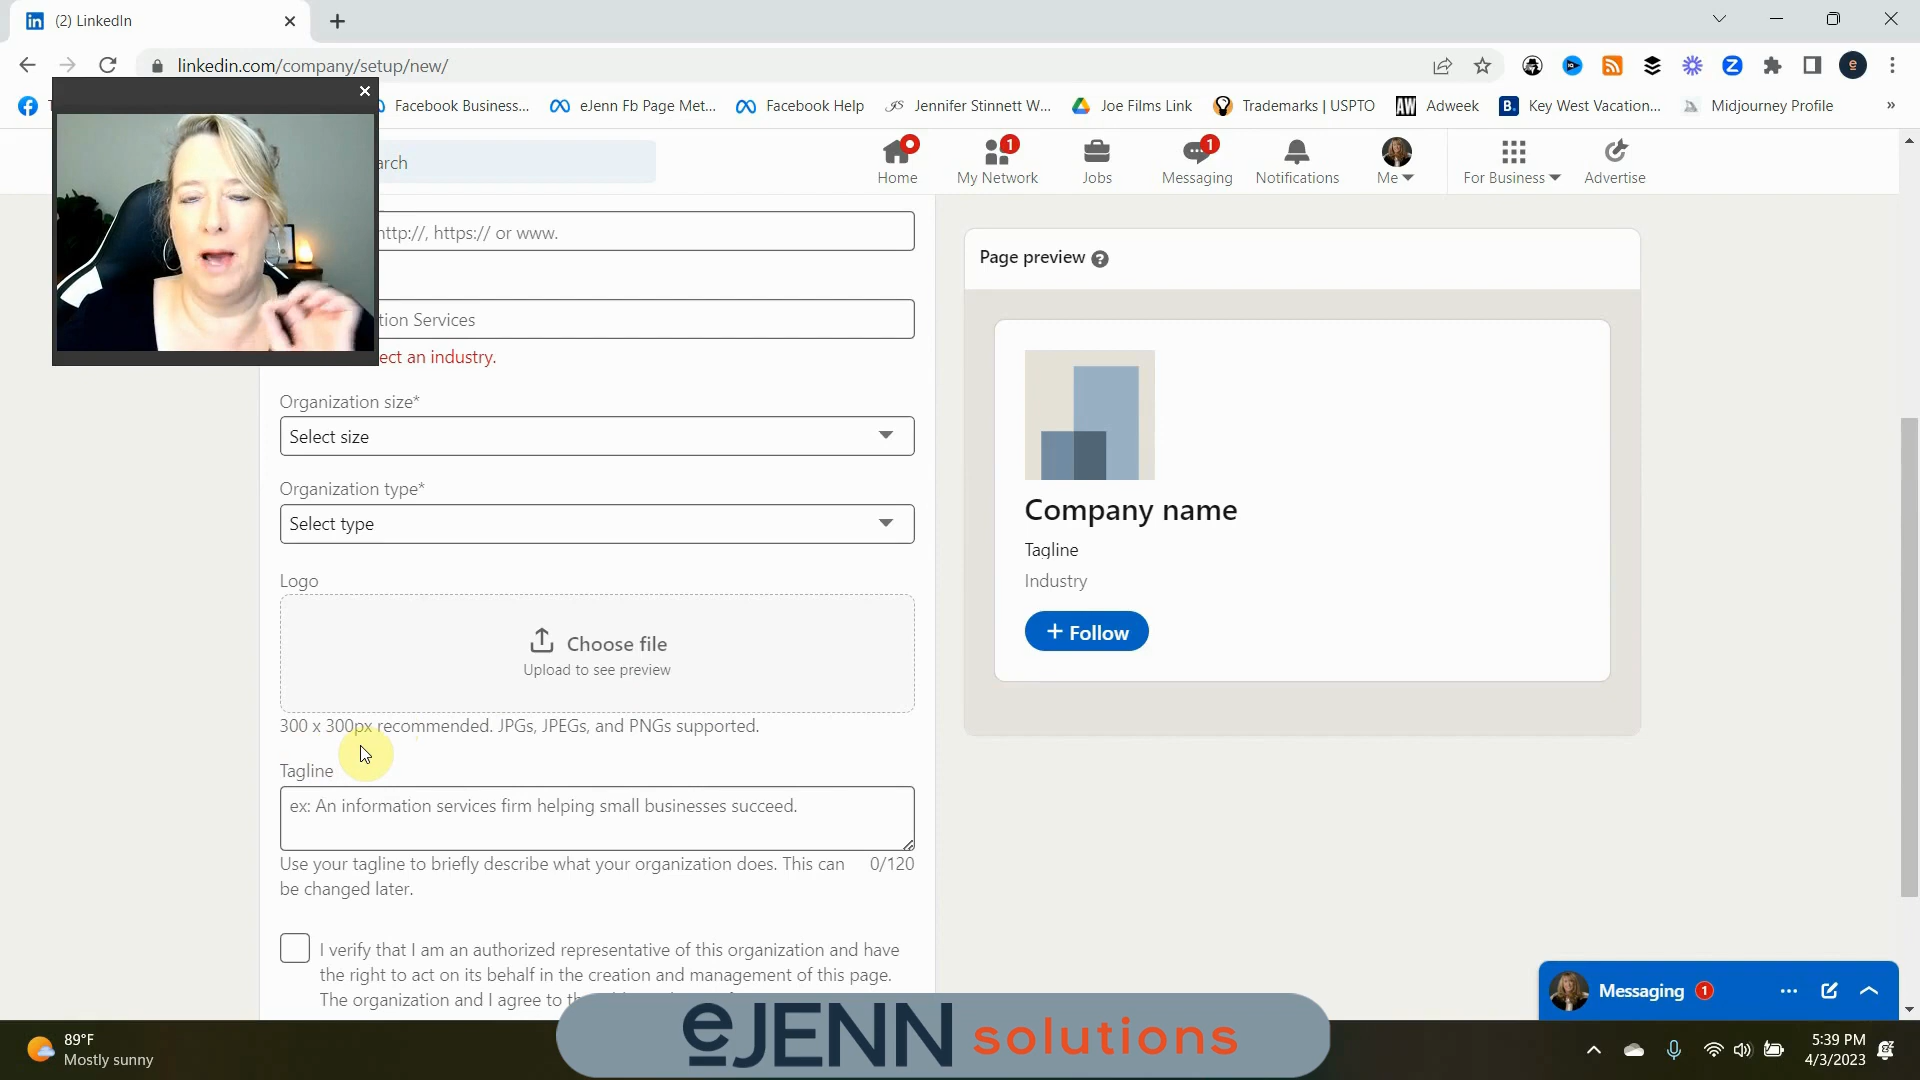 (2) LinkedIn
linkedin.com/company/setup/new/
e
Facebook Business...
eJenn Fb Page Met...
Facebook Help
JS Jennifer Stinnett W...
Joe Films Link
Trademarks | USPTO
AW Adweek
B. Key West Vacation...
Midjourney Profile
»
arch
Home
1
My Network
Jobs
1
Messaging
Notifications
Me
For Business
Advertise
http://, https:// or www.
tion Services
ect an industry.
Organization size*
Select size
Organization type*
Select type
Logo
Choose file
Upload to see preview
300 x 300px recommended. JPGs, JPEGs, and PNGs supported.
Tagline
ex: An information services firm helping small businesses succeed.
Use your tagline to briefly describe what your organization does. This can 0/120
be changed later.
I verify that I am an authorized representative of this organization and have
the right to act on its behalf in the creation and management of this page.
The organization and I agree to
Page preview ?
Company name
Tagline
Industry
+ Follow
Messaging 1
eJENN solutions
89°F
Mostly sunny
5:39 PM
4/3/2023